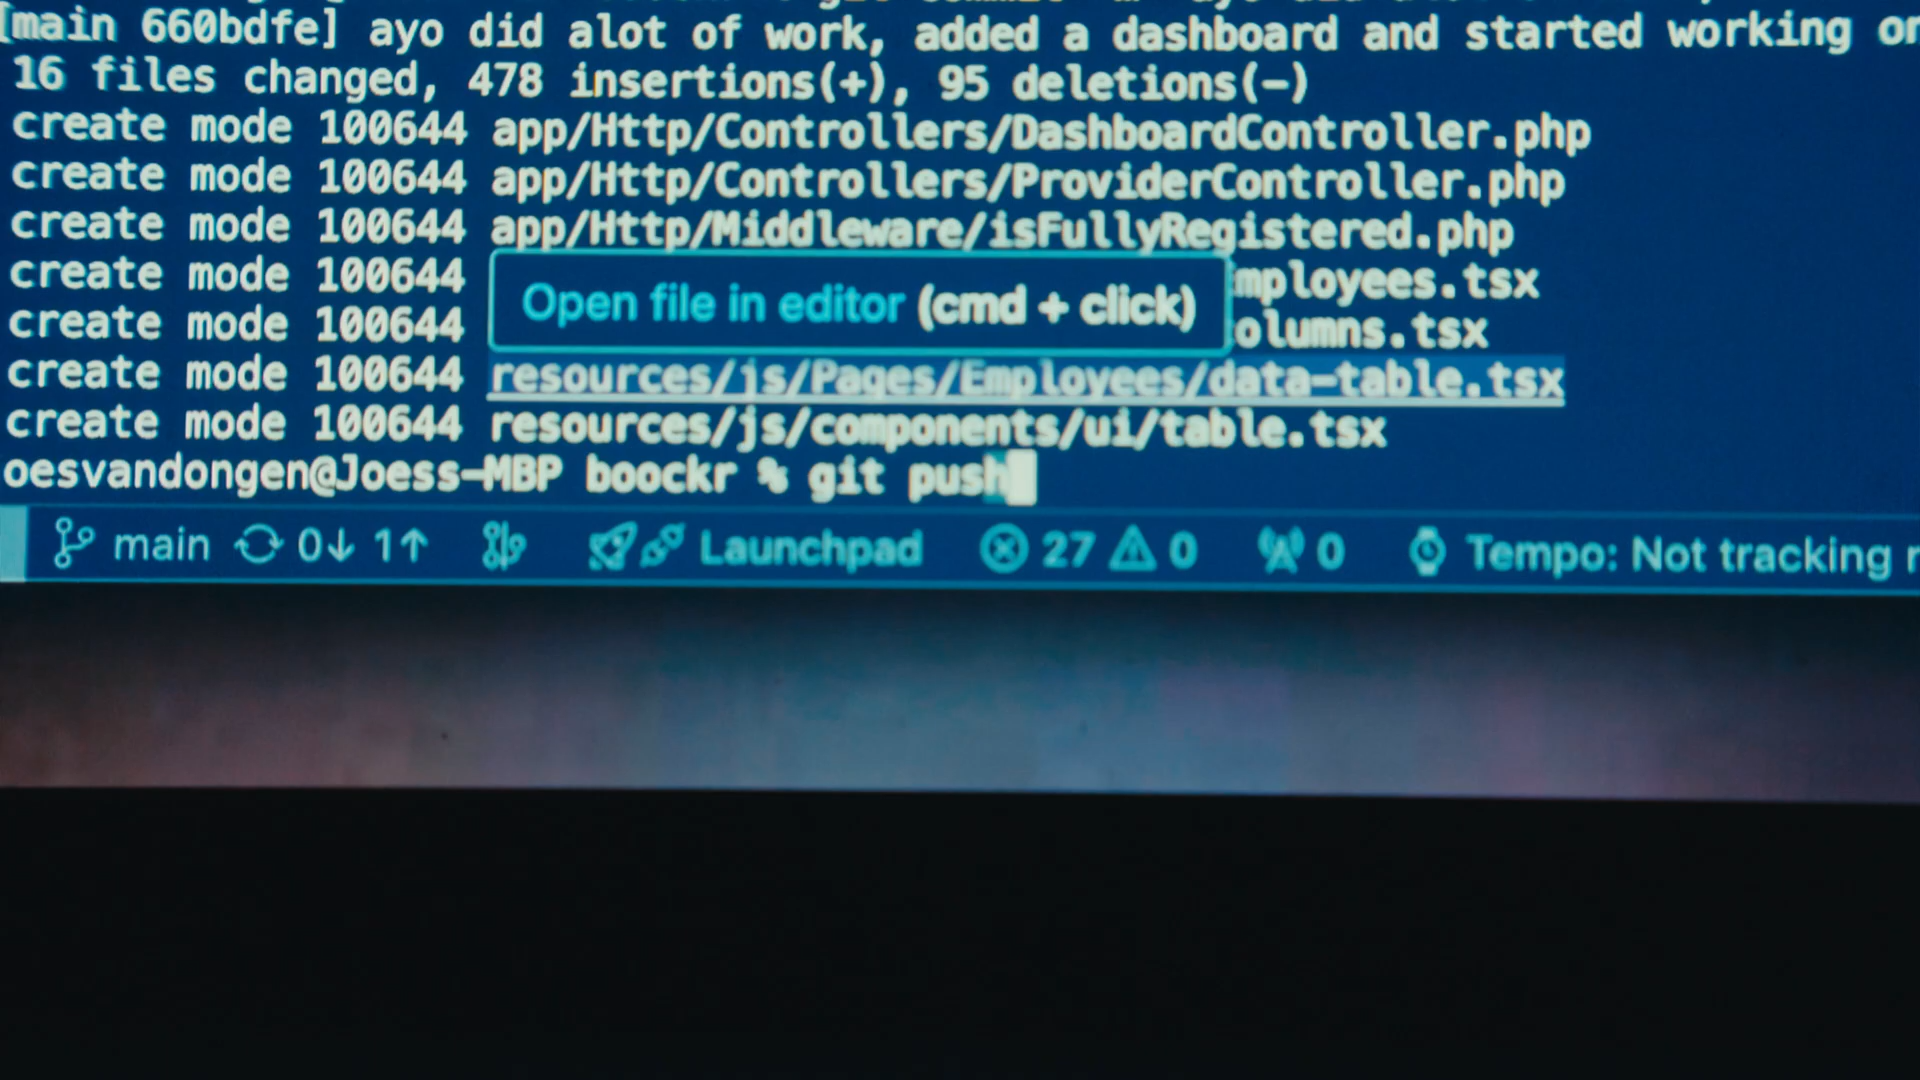 [main 660bdfe] ayo did alot of work, added a dashboard and started working on
16 files changed, 478 insertions(+), 95 deletions(-)
create mode 100644 app/Http/Controllers/DashboardController.php
create mode 100644 app/Http/Controllers/ProviderController.php
create mode 100644 app/Http/Middleware/isFullyRegistered.php
create mode 100644 mployees.tsx
Open file in editor (cmd + click)
create mode 100644 olumns.tsx
create mode 100644 resources/js/Pages/Employees/data-table.tsx
create mode 100644 resources/js/components/ui/table.tsx
oesvandongen@Joess-MBP boockr % git push
main 0↓ 1↑ Launchpad 27 0 0 Tempo: Not tracking